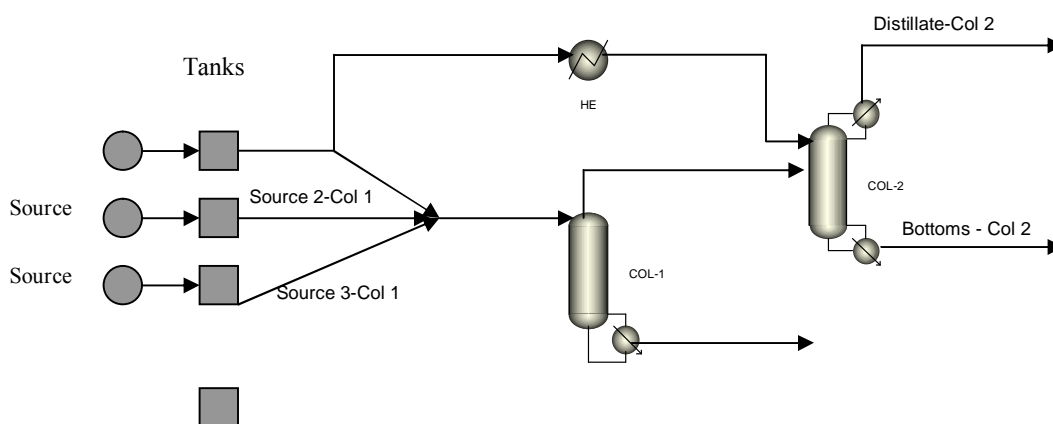 Distillate-Col 2
Tanks
HE
COL-2
Source 2-Col 1
Source
Bottoms - Col 2
Source
COL-1
Source 3-Col 1